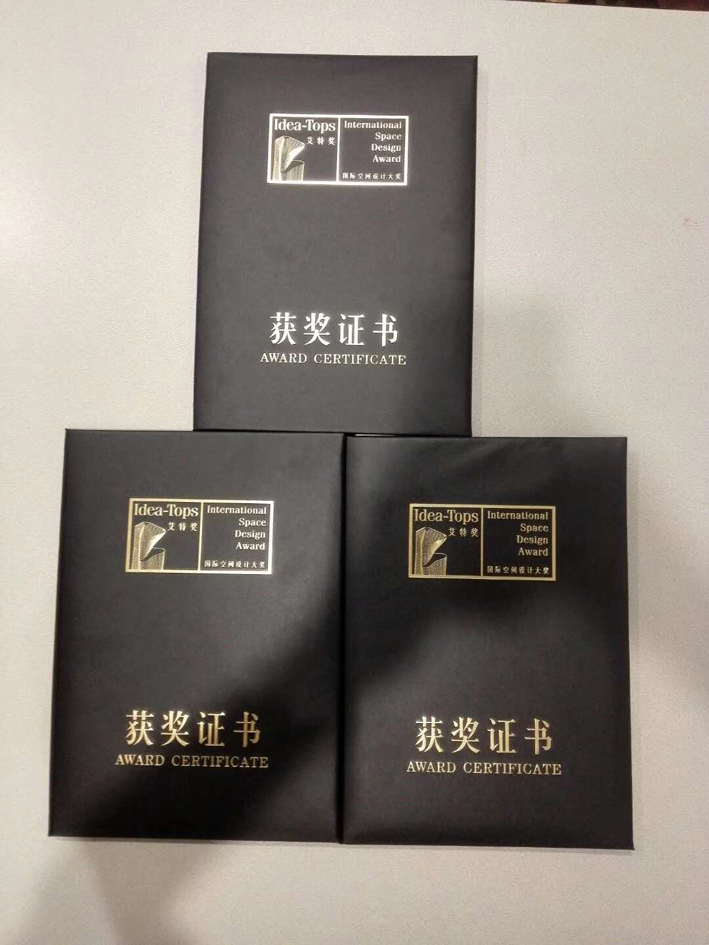 Idea-Tops
艾特奖
International
Space
Design
Award
国际空间设计大奖
获奖证书
AWARD CERTIFICATE
Idea-Tops
艾特奖
International
Space
Design
Award
国际空间设计大奖
获奖证书
AWARD CERTIFICATE
Idea-Tops
艾特奖
International
Space
Design
Award
国际空间设计大奖
获奖证书
AWARD CERTIFICATE